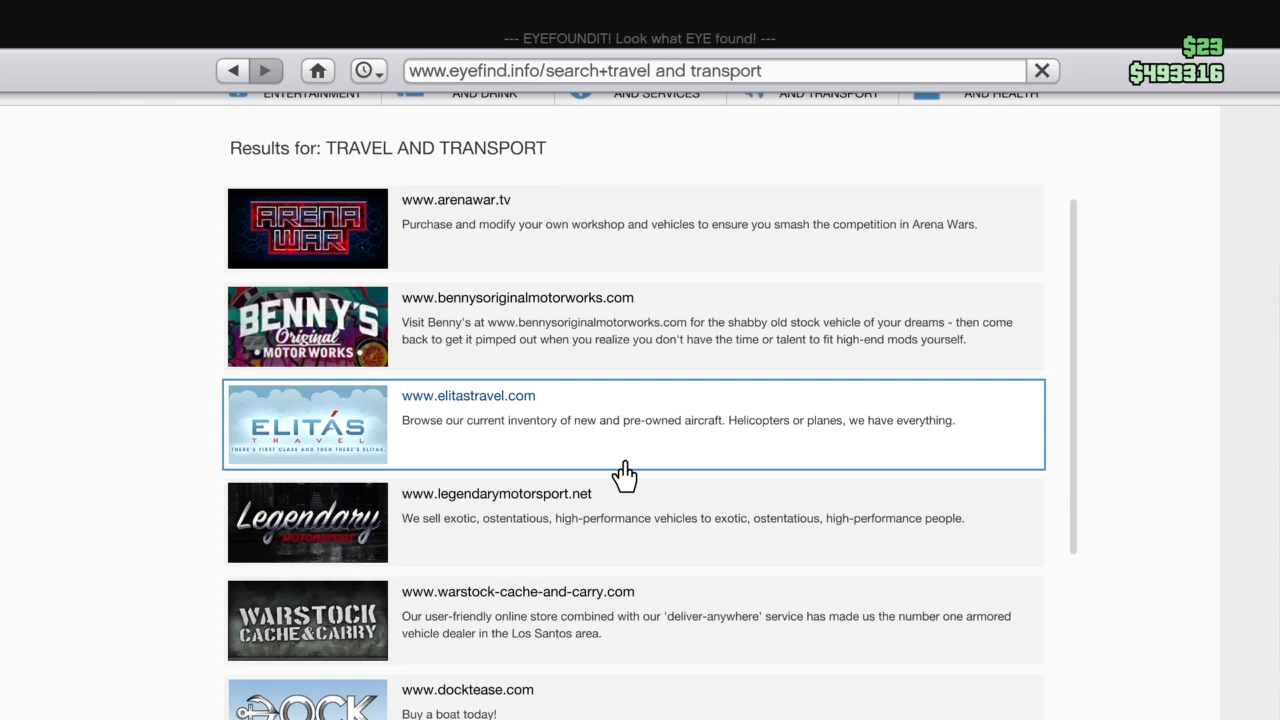 --- EYEFOUNDIT! Look what EYE found! ---
$23
www.eyefind.info/search+travel and transport
$493316
ENTERTAINMENT AND DRINK AND SERVICES AND TRANSPORT AND HEALTH
Results for: TRAVEL AND TRANSPORT
ARENA
WAR
www.arenawar.tv
Purchase and modify your own workshop and vehicles to ensure you smash the competition in Arena Wars.
BENNY'S
Original
MOTOR WORKS
www.bennysoriginalmotorworks.com
Visit Benny's at www.bennysoriginalmotorworks.com for the shabby old stock vehicle of your dreams - then come
back to get it pimped out when you realize you don't have the time or talent to fit high-end mods yourself.
ELITÁS
TRAVEL
THERE'S FIRST CLASS AND THEN THERE'S ELITAS.
www.elitastravel.com
Browse our current inventory of new and pre-owned aircraft. Helicopters or planes, we have everything.
Legendary
MOTORSPORT
www.legendarymotorsport.net
We sell exotic, ostentatious, high-performance vehicles to exotic, ostentatious, high-performance people.
WARSTOCK
CACHE & CARRY
www.warstock-cache-and-carry.com
Our user-friendly online store combined with our 'deliver-anywhere' service has made us the number one armored
vehicle dealer in the Los Santos area.
DOCK
www.docktease.com
Buy a boat today!